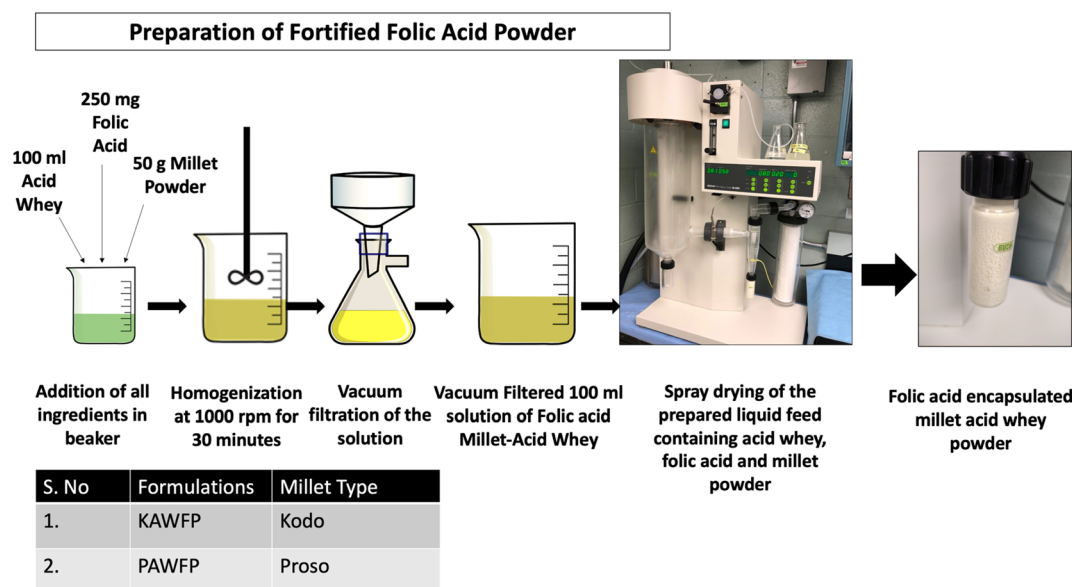 Preparation of Fortified Folic Acid Powder
250 mg
Folic
Acid
100 ml
Acid
Whey
50 g Millet
Powder
Addition of all
ingredients in
beaker
Homogenization
at 1000 rpm for
30 minutes
Vacuum
filtration of the
solution
Vacuum Filtered 100 ml
solution of Folic acid
Millet-Acid Whey
Spray drying of the
prepared liquid feed
containing acid whey,
folic acid and millet
powder
Folic acid encapsulated
millet acid whey
powder
S. No Formulations Millet Type
1. KAWFP Kodo
2. PAWFP Proso